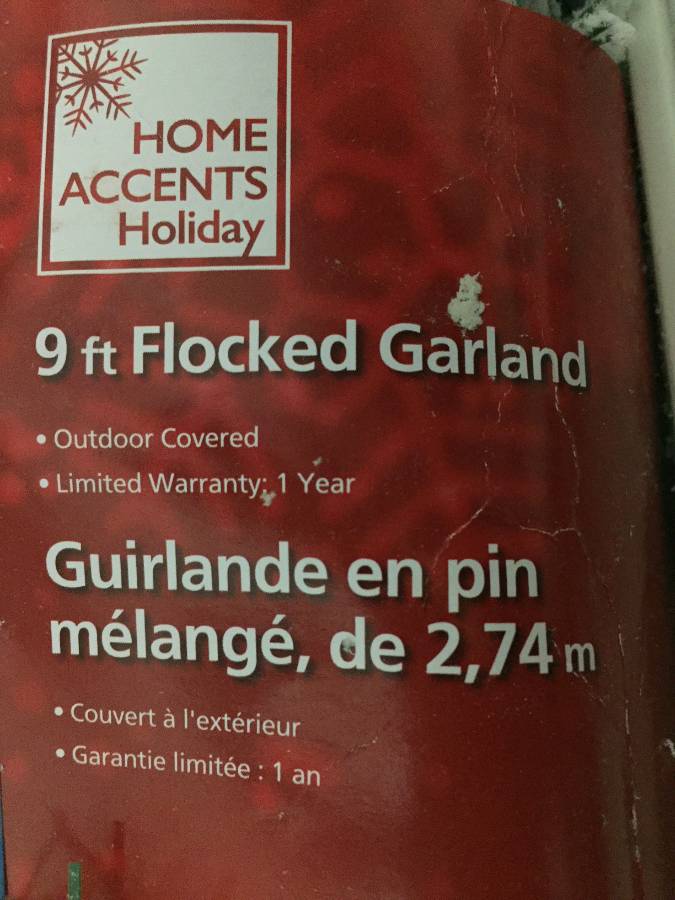 HOME
ACCENTS
Holiday
9 ft Flocked Garland
• Outdoor Covered
• Limited Warranty: 1 Year
Guirlande en pin
mélangé, de 2,74 m
• Couvert à l'extérieur
• Garantie limitée : 1 an